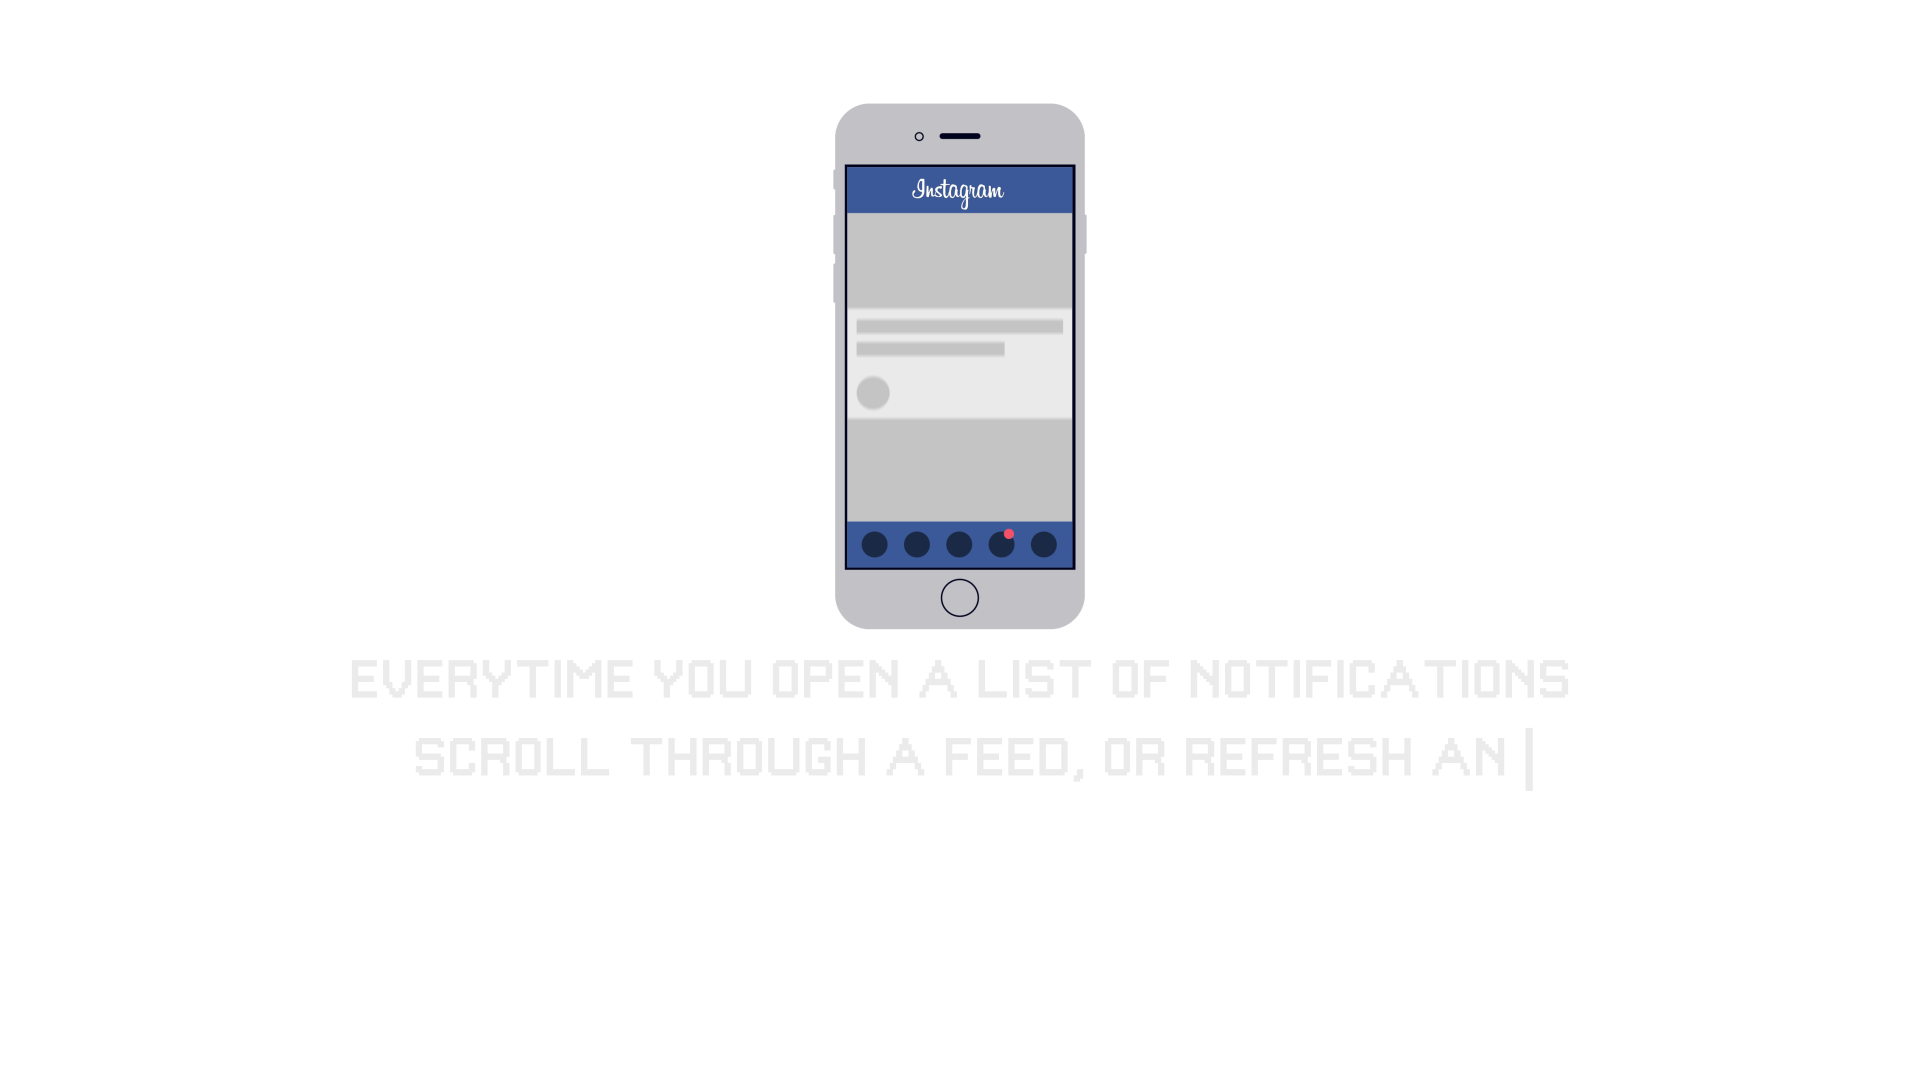 Instagram
EVERYTIME YOU OPEN A LIST OF NOTIFICATIONS
SCROLL THROUGH A FEED, OR REFRESH AN